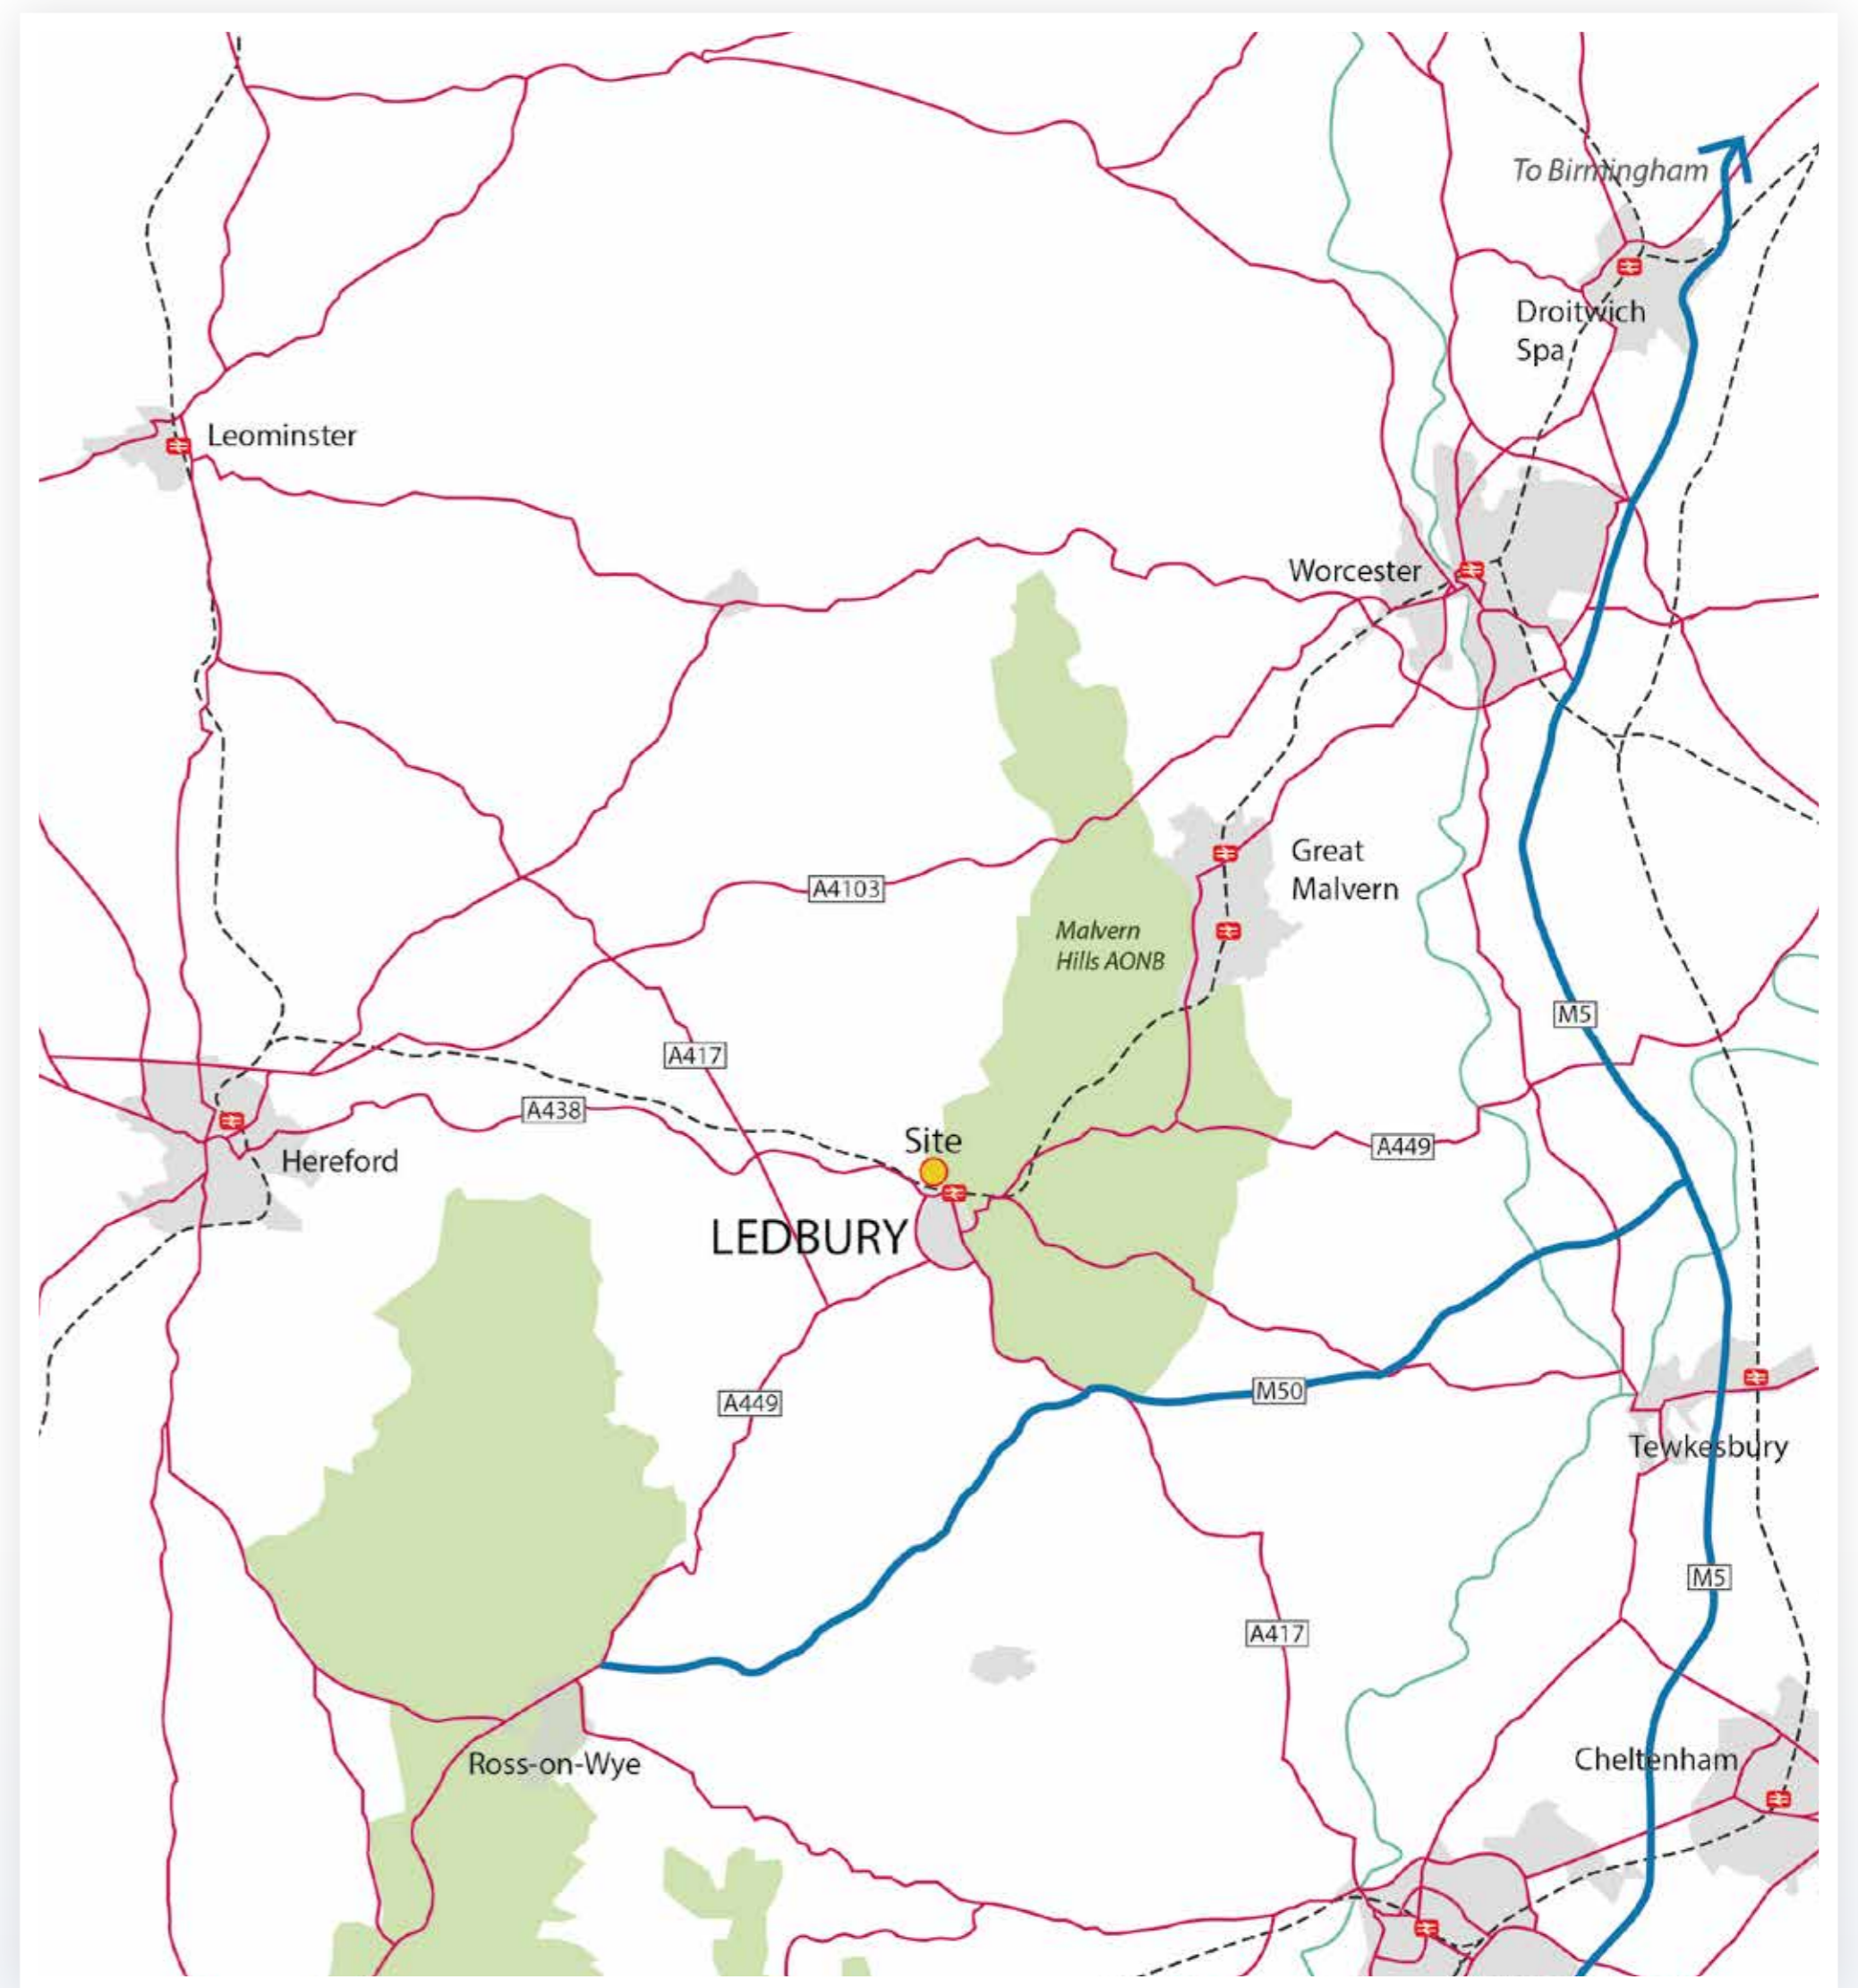 To Birmingham
Droitwich
Spa
Leominster
Worcester
Great
Malvern
A4103
Malvern
Hills AONB
M5
A417
A438
Site
A449
Hereford
LEDBURY
M50
A449
Tewkesbury
M5
A417
Cheltenham
Ross-on-Wye